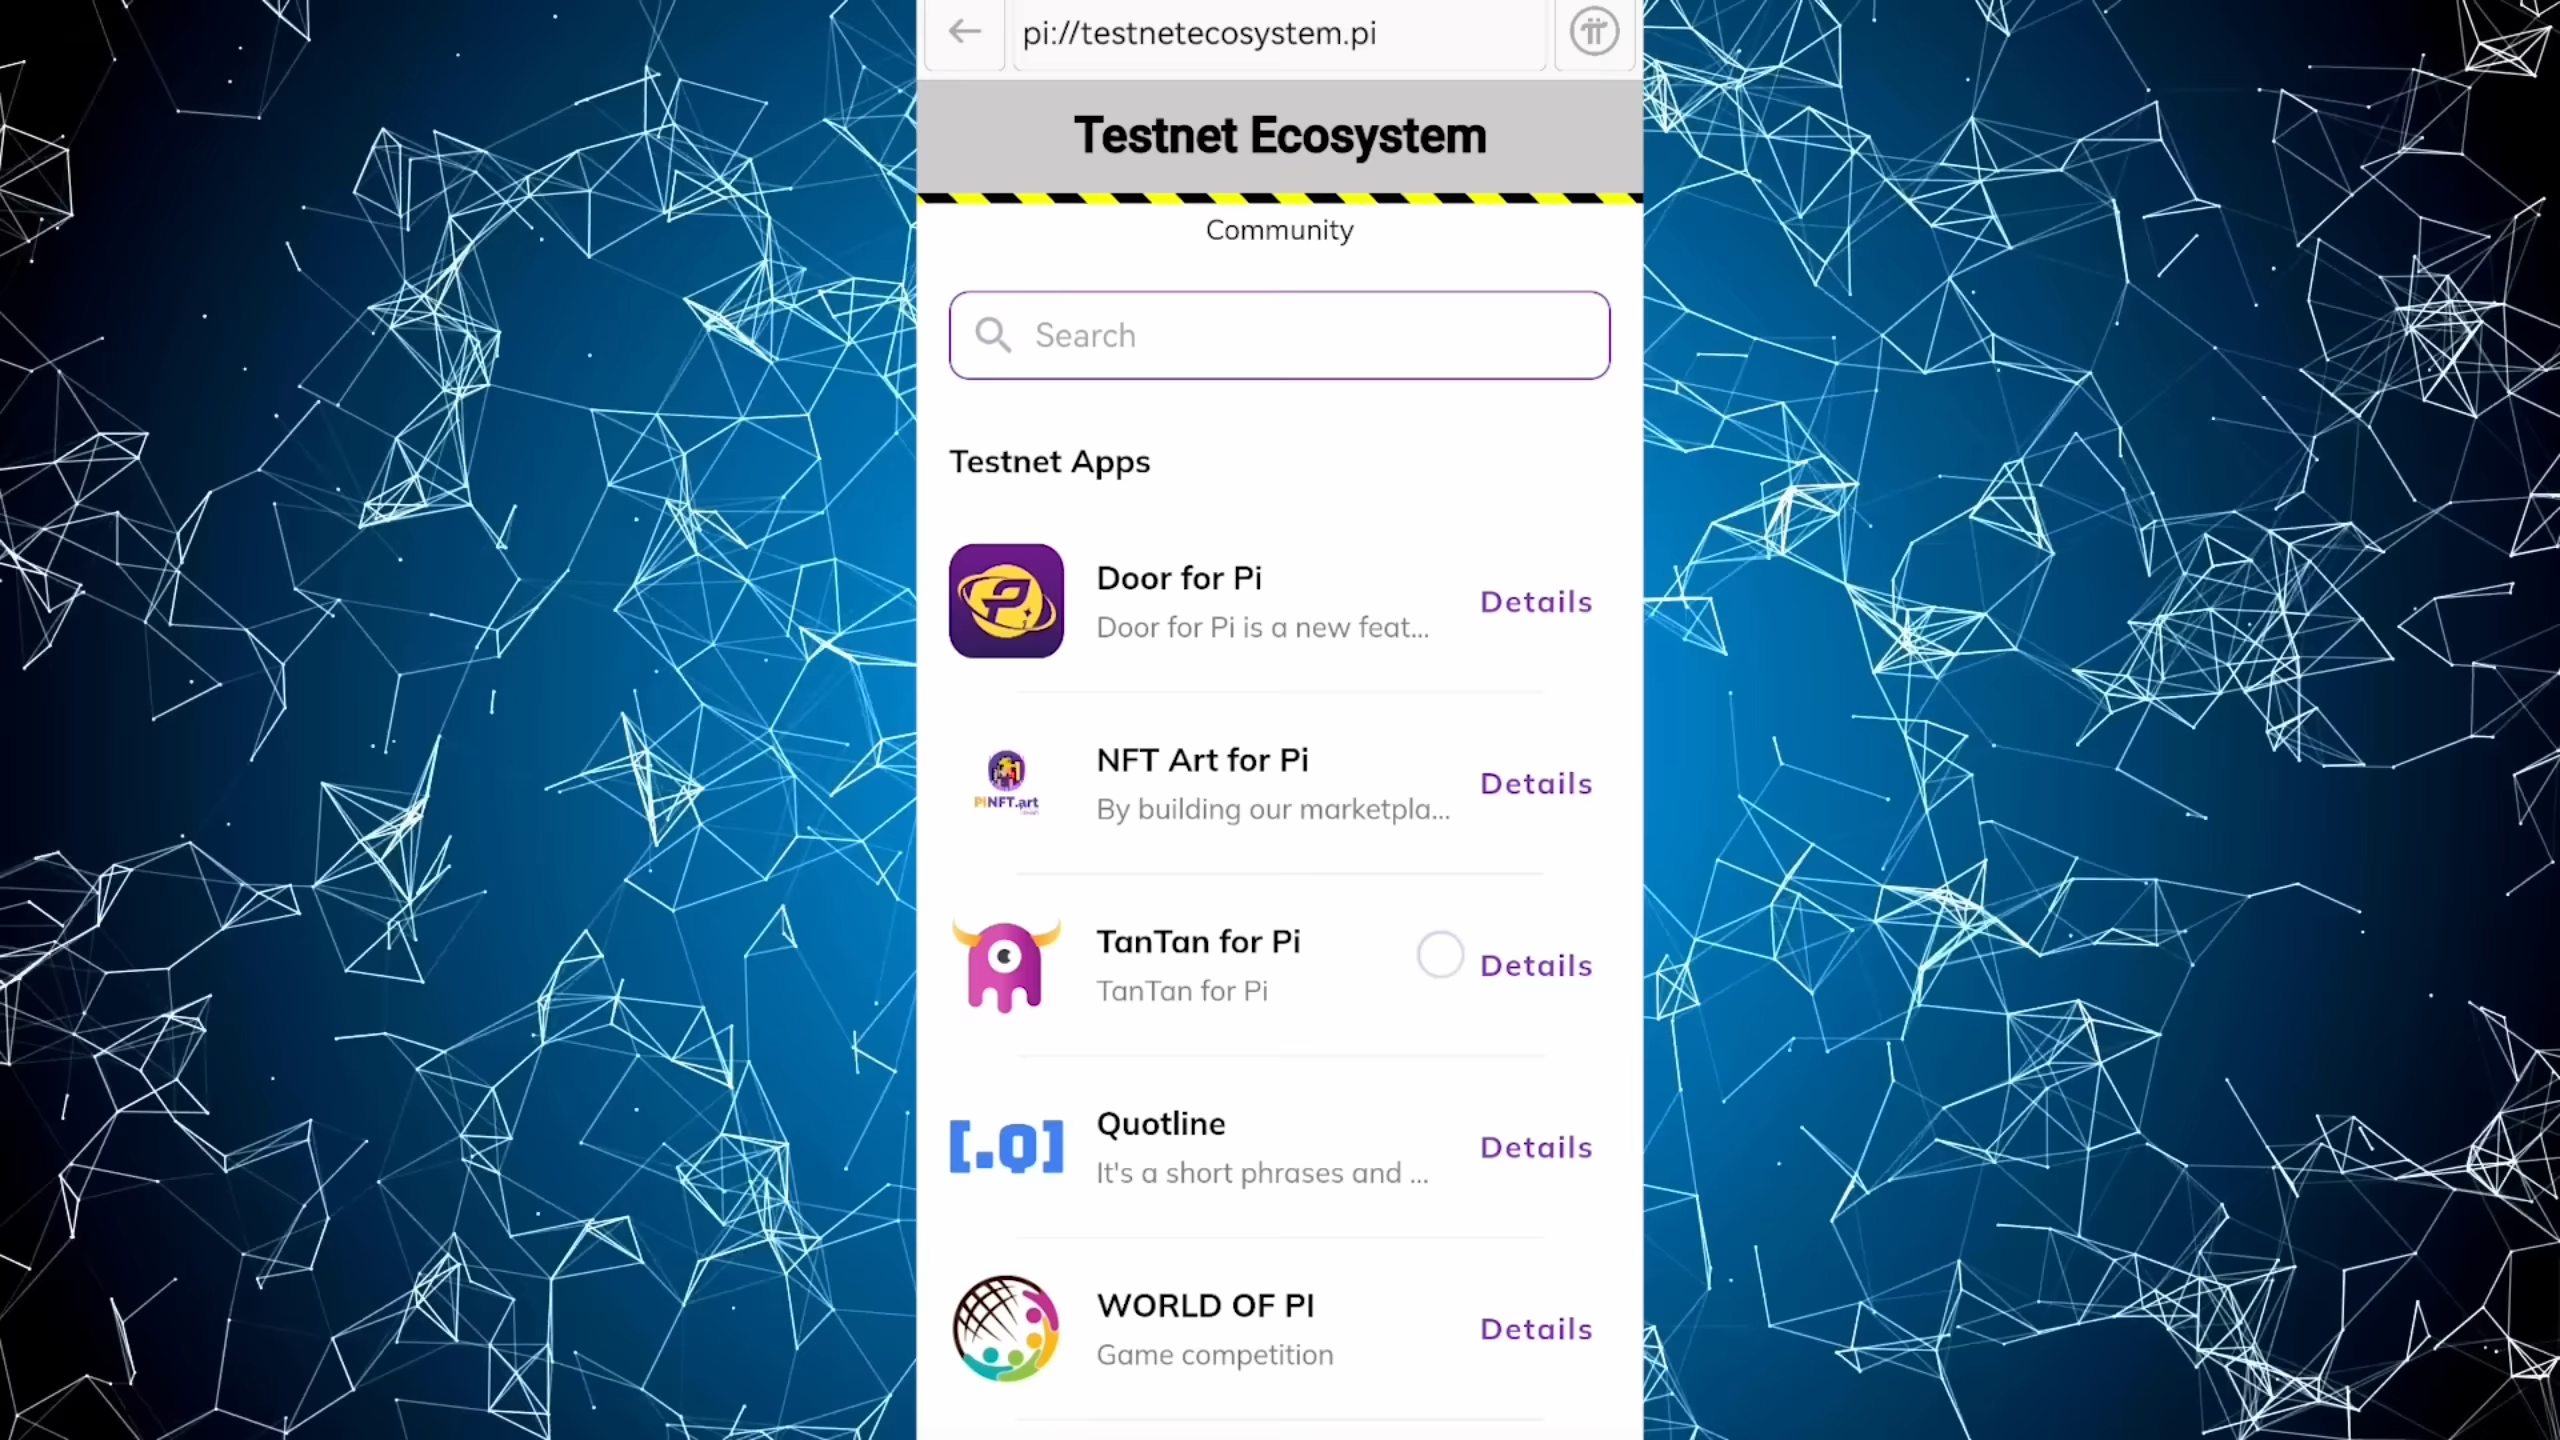 pi://testnetecosystem.pi
Testnet Ecosystem
Community
Search
Testnet Apps
Door for Pi
Door for Pi is a new feat...
Details
NFT Art for Pi
By building our marketpla...
Details
PiNFT.art
TanTan for Pi
TanTan for Pi
Details
[.Q]
Quotline
It's a short phrases and ...
Details
WORLD OF PI
Game competition
Details